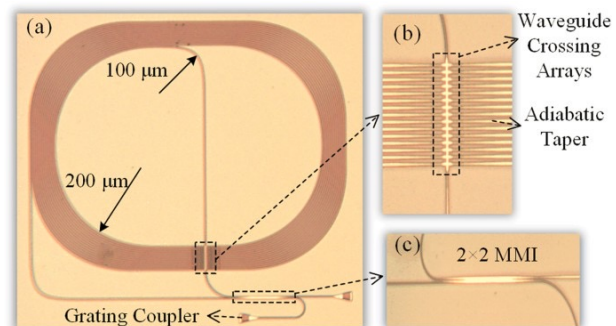 (a)
100 μm
200 μm
Grating Coupler
(b)
Waveguide
Crossing
Arrays
Adiabatic
Taper
(c)
2×2 MMI